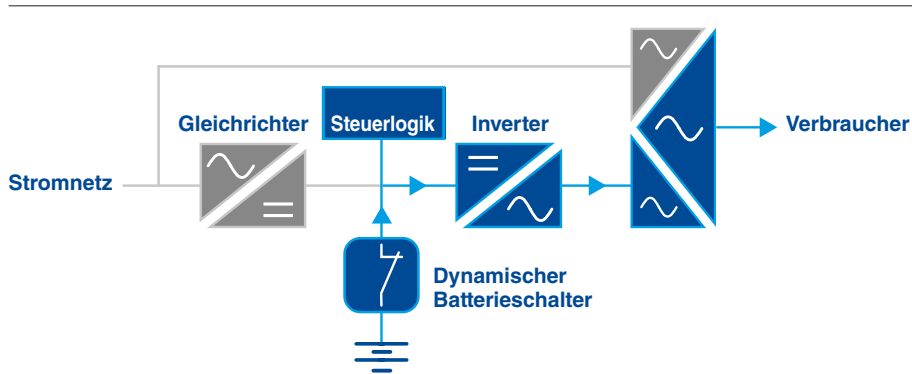 Gleichrichter
Steuerlogik
Inverter
Verbraucher
Stromnetz
Dynamischer
Batterieschalter